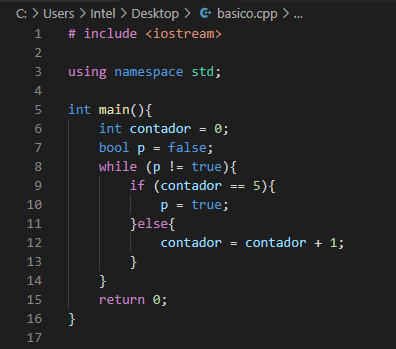 C: > Users > Intel > Desktop > basico.cpp > ...
1 # include <iostream>
2
3 using namespace std;
4
5 int main(){
6     int contador = 0;
7     bool p = false;
8     while (p != true){
9         if (contador == 5){
10             p = true;
11         }else{
12             contador = contador + 1;
13         }
14     }
15     return 0;
16 }
17